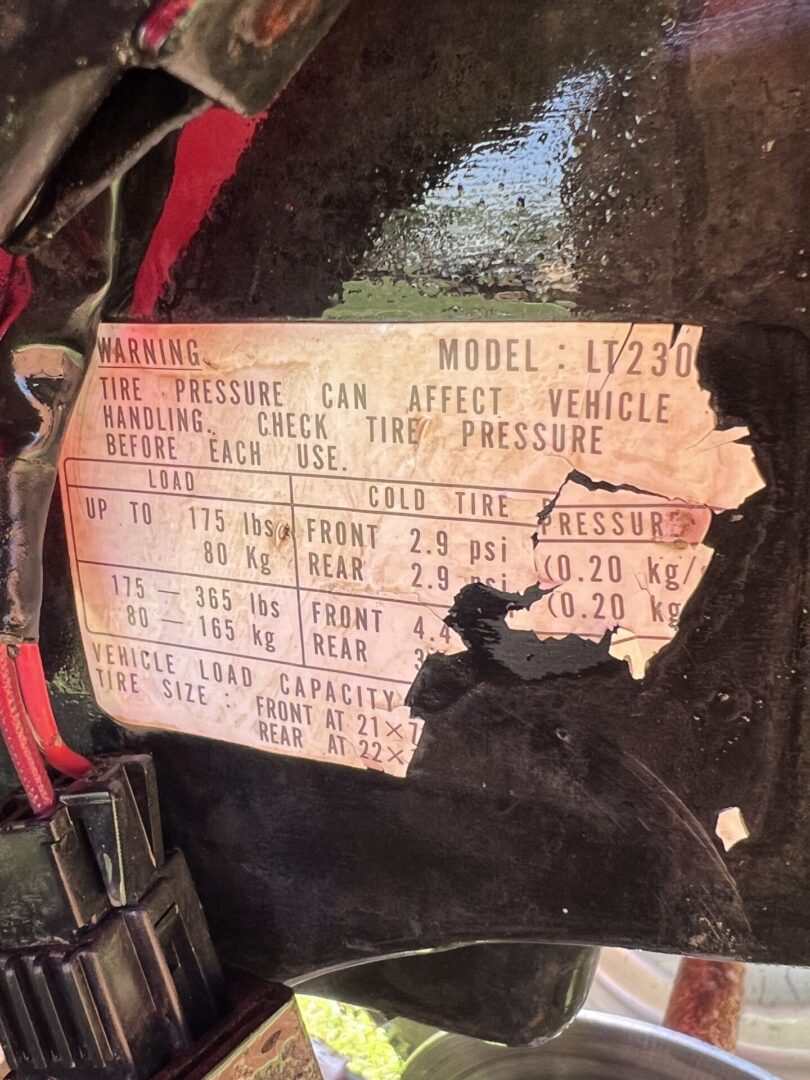 WARNING
MODEL : LT230
TIRE PRESSURE CAN AFFECT VEHICLE
HANDLING. CHECK TIRE PRESSURE
BEFORE EACH USE.
LOAD
COLD TIRE PRESSURE
UP TO 175 lbs
80 Kg
FRONT 2.9 psi (0.20 kg/
REAR 2.9 psi (0.20 kg
175 — 365 lbs
80 — 165 kg
FRONT 4.4
REAR 3
VEHICLE LOAD CAPACITY
TIRE SIZE : FRONT AT 21×7
REAR AT 22×